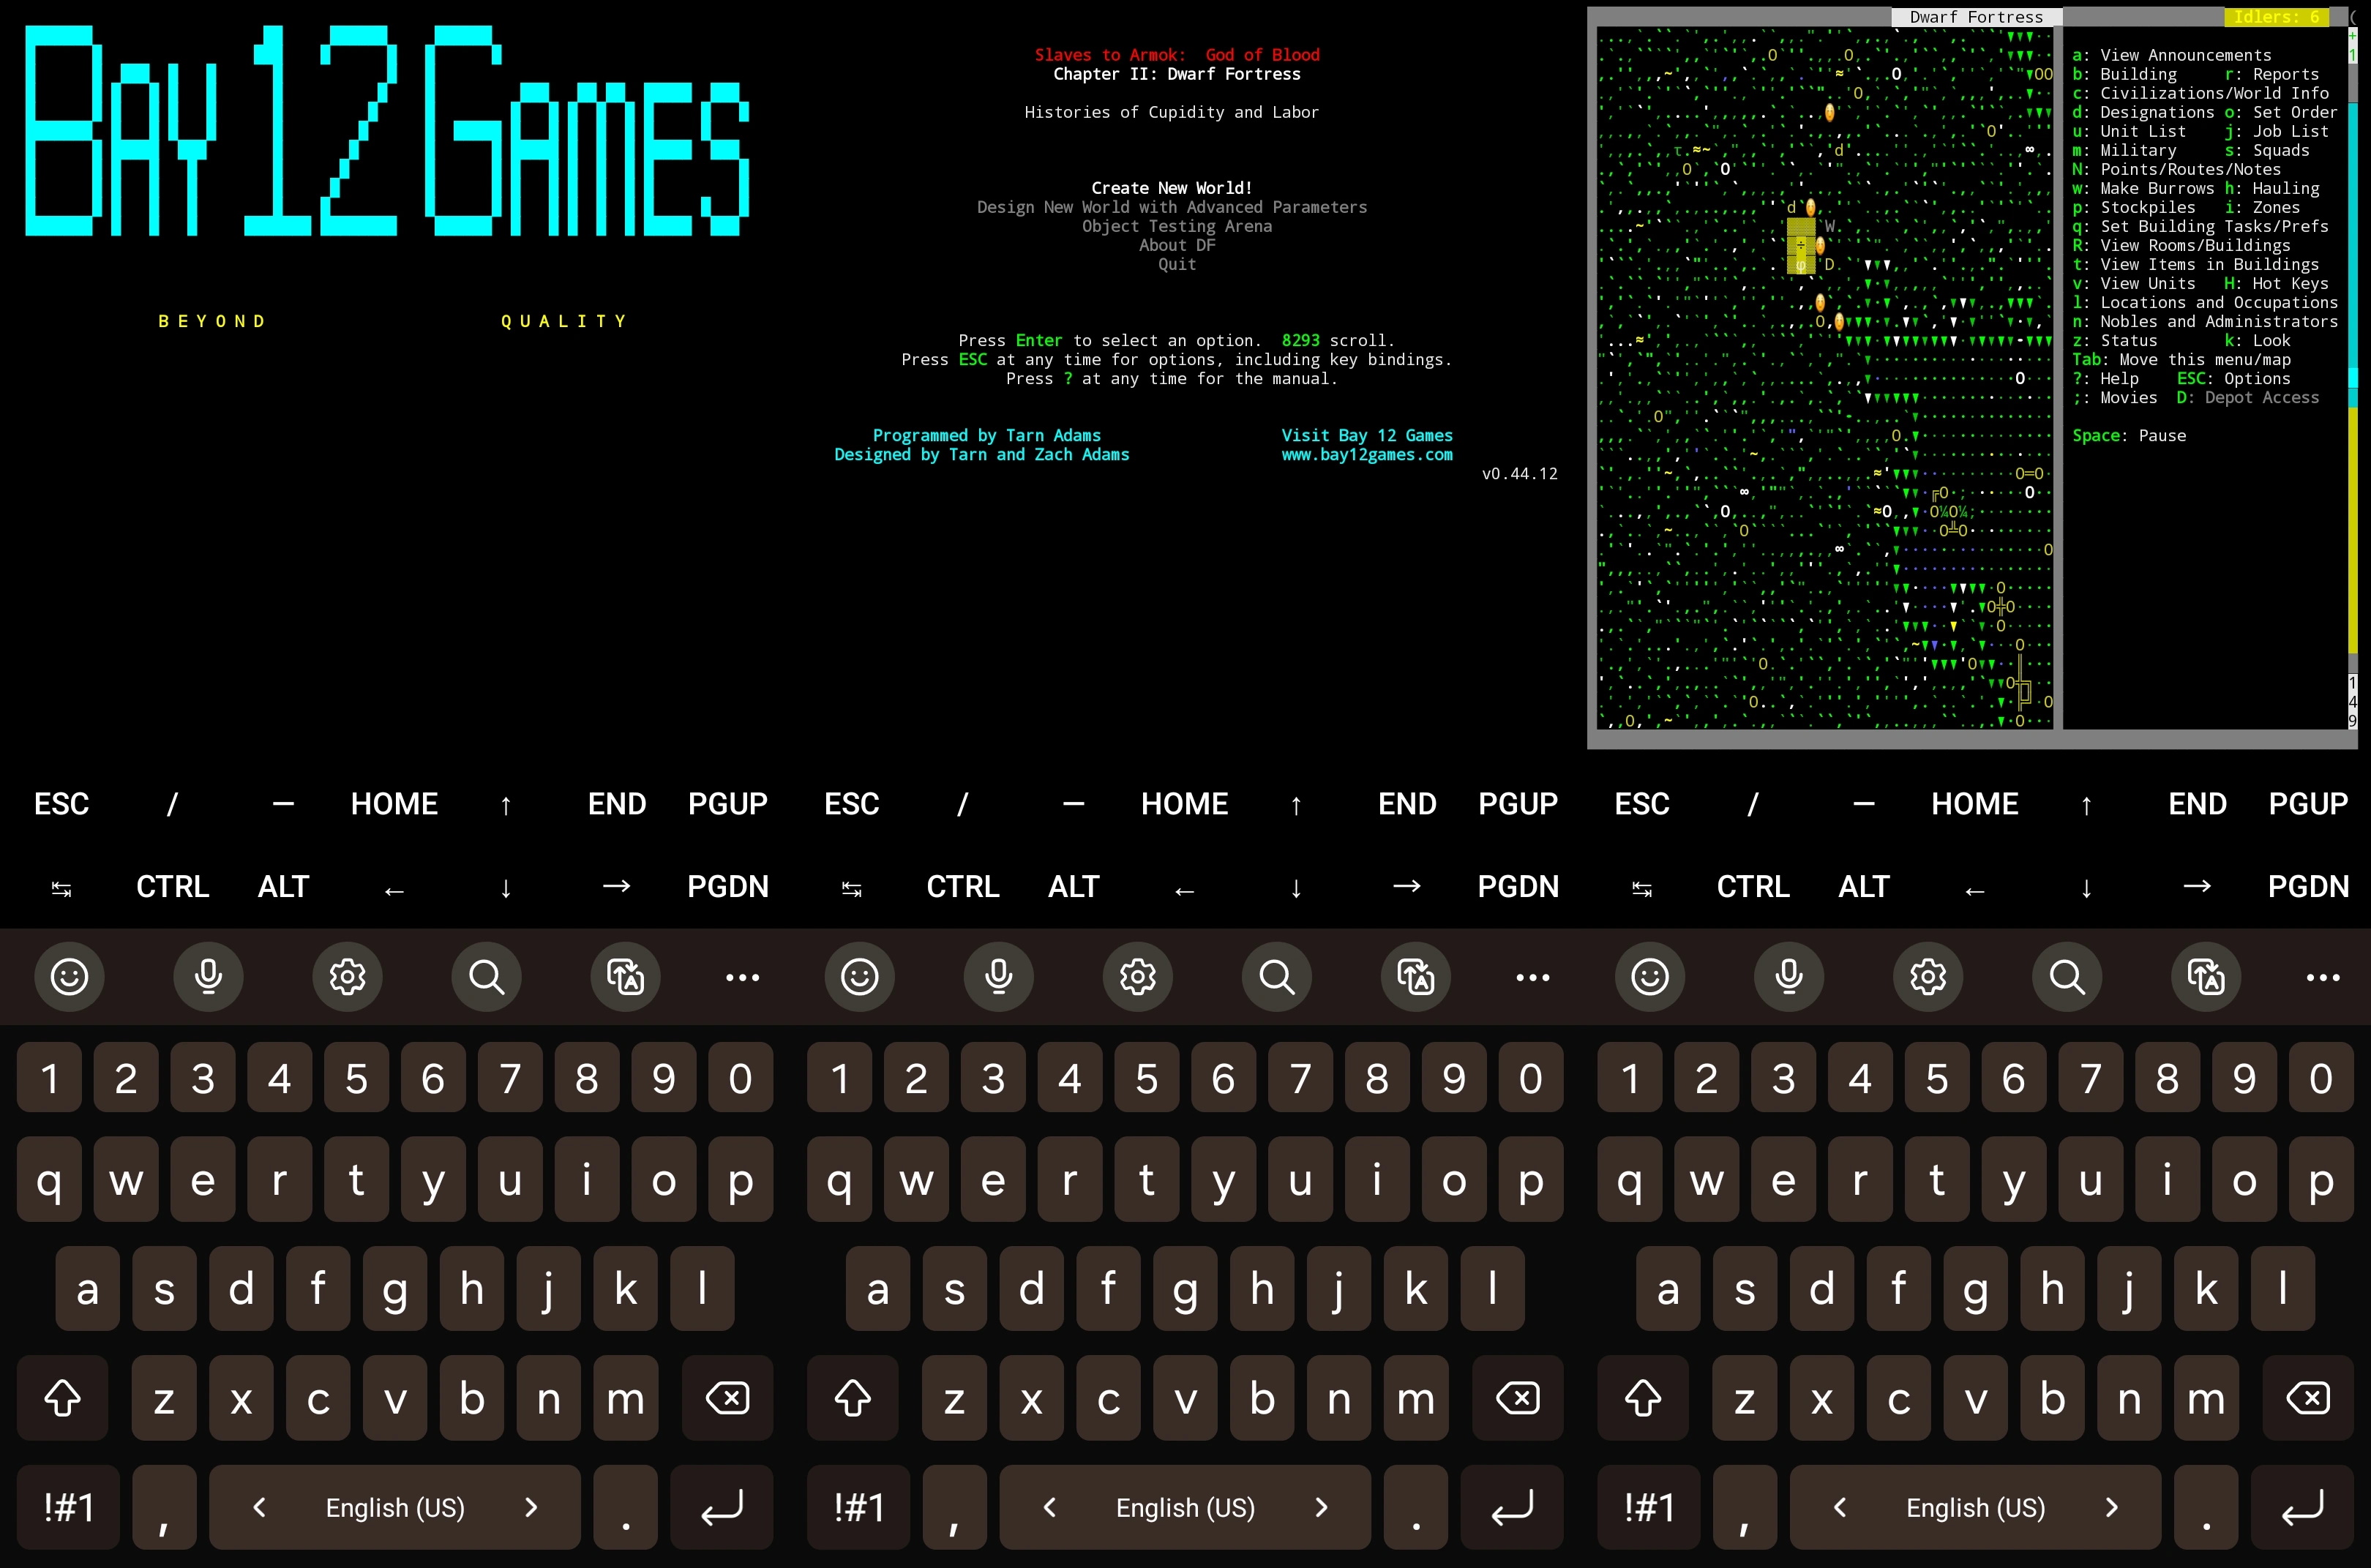 BAY 12 GAMES
BEYOND QUALITY
Slaves to Armok: God of Blood
Chapter II: Dwarf Fortress
Histories of Cupidity and Labor
Create New World!
Design New World with Advanced Parameters
Object Testing Arena
About DF
Quit
Press Enter to select an option. 8293 scroll.
Press ESC at any time for options, including key bindings.
Press ? at any time for the manual.
Programmed by Tarn Adams
Designed by Tarn and Zach Adams
Visit Bay 12 Games
www.bay12games.com
v0.44.12
Dwarf Fortress Idlers: 6
a: View Announcements
b: Building r: Reports
c: Civilizations/World Info
d: Designations o: Set Order
u: Unit List j: Job List
m: Military s: Squads
N: Points/Routes/Notes
w: Make Burrows h: Hauling
p: Stockpiles i: Zones
q: Set Building Tasks/Prefs
R: View Rooms/Buildings
t: View Items in Buildings
v: View Units H: Hot Keys
l: Locations and Occupations
n: Nobles and Administrators
z: Status k: Look
Tab: Move this menu/map
?: Help ESC: Options
;: Movies D: Depot Access
Space: Pause
+
1
1
4
9
ESC / — HOME ↑ END PGUP ESC / — HOME ↑ END PGUP ESC / — HOME ↑ END PGUP
↹ CTRL ALT ← ↓ → PGDN ↹ CTRL ALT ← ↓ → PGDN ↹ CTRL ALT ← ↓ → PGDN
1 2 3 4 5 6 7 8 9 0 1 2 3 4 5 6 7 8 9 0 1 2 3 4 5 6 7 8 9 0
q w e r t y u i o p q w e r t y u i o p q w e r t y u i o p
a s d f g h j k l a s d f g h j k l a s d f g h j k l
z x c v b n m z x c v b n m z x c v b n m
!#1 , < English (US) > . !#1 , < English (US) > . !#1 , < English (US) > .